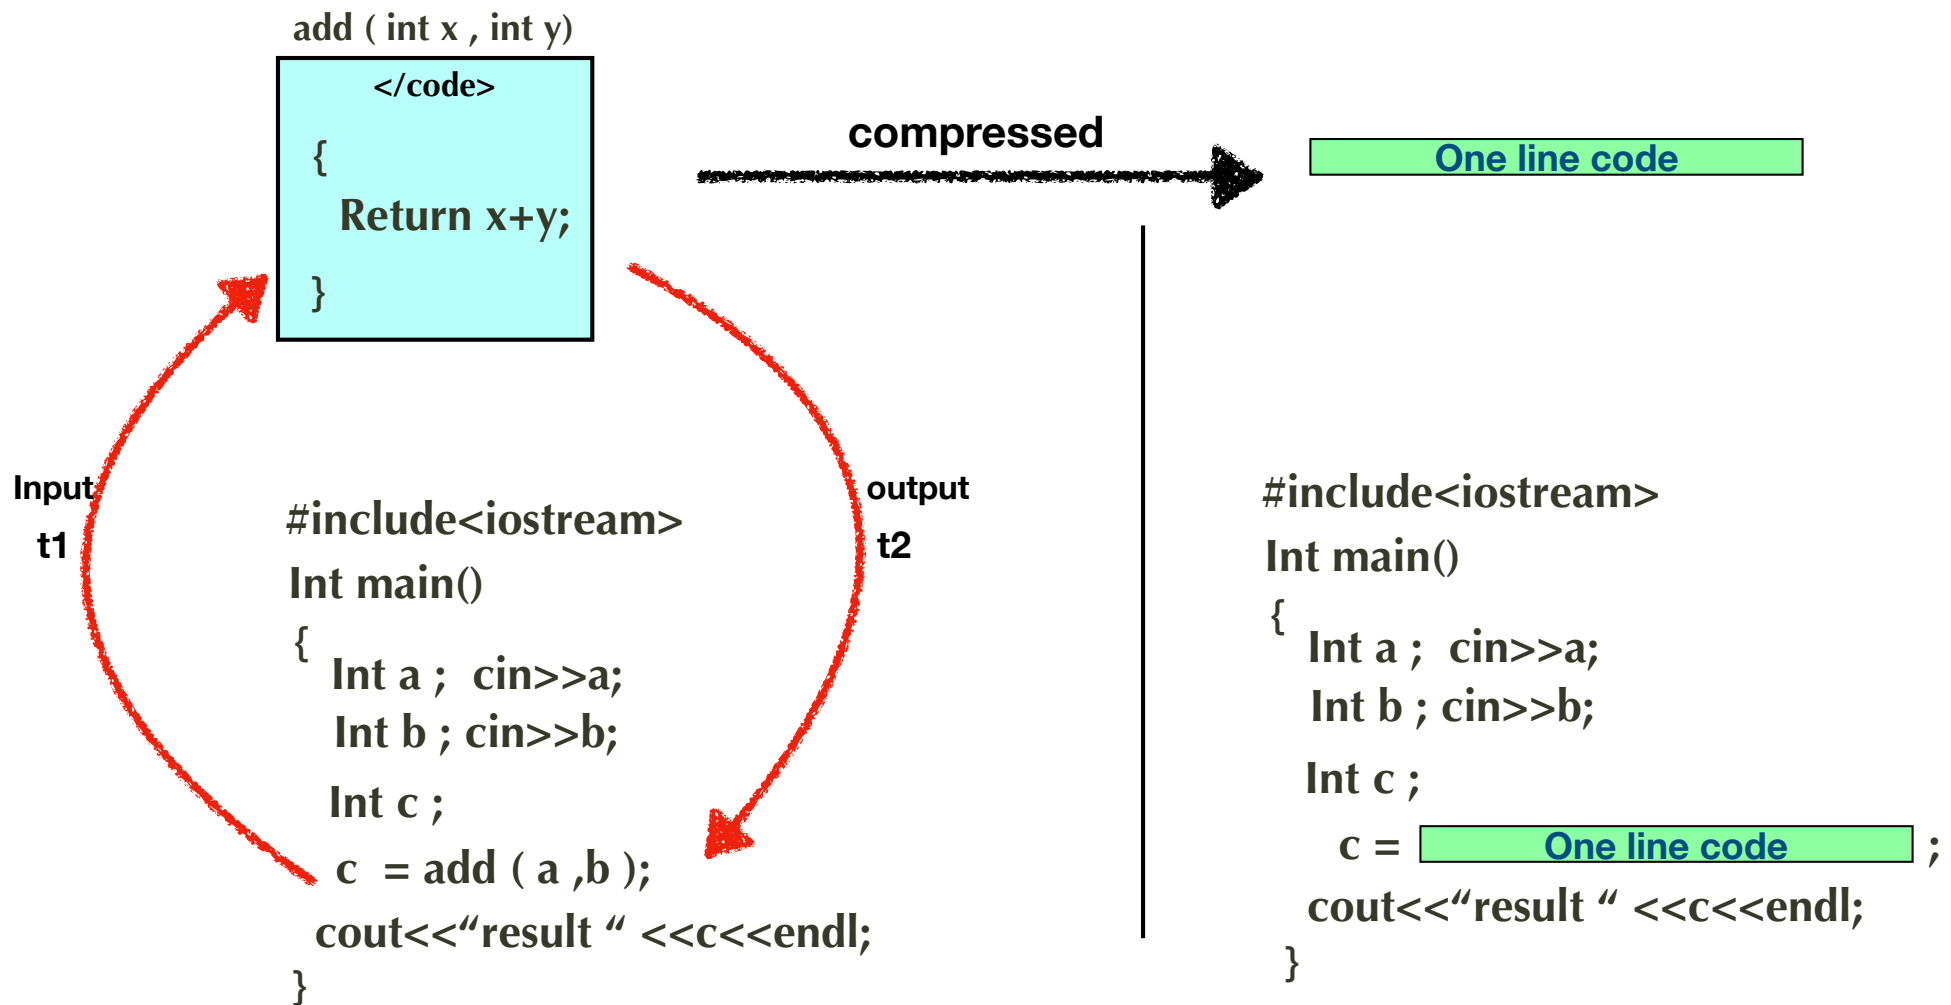 add ( int x , int y)
</code>
{
Return x+y;
}
compressed
One line code
Input
t1
output
t2
#include<iostream>
Int main()
{
Int a ;  cin>>a;
Int b ; cin>>b;
Int c ;
c  = add ( a ,b );
cout<<“result “ <<c<<endl;
}
#include<iostream>
Int main()
{
Int a ;  cin>>a;
Int b ; cin>>b;
Int c ;
c = One line code ;
cout<<“result “ <<c<<endl;
}